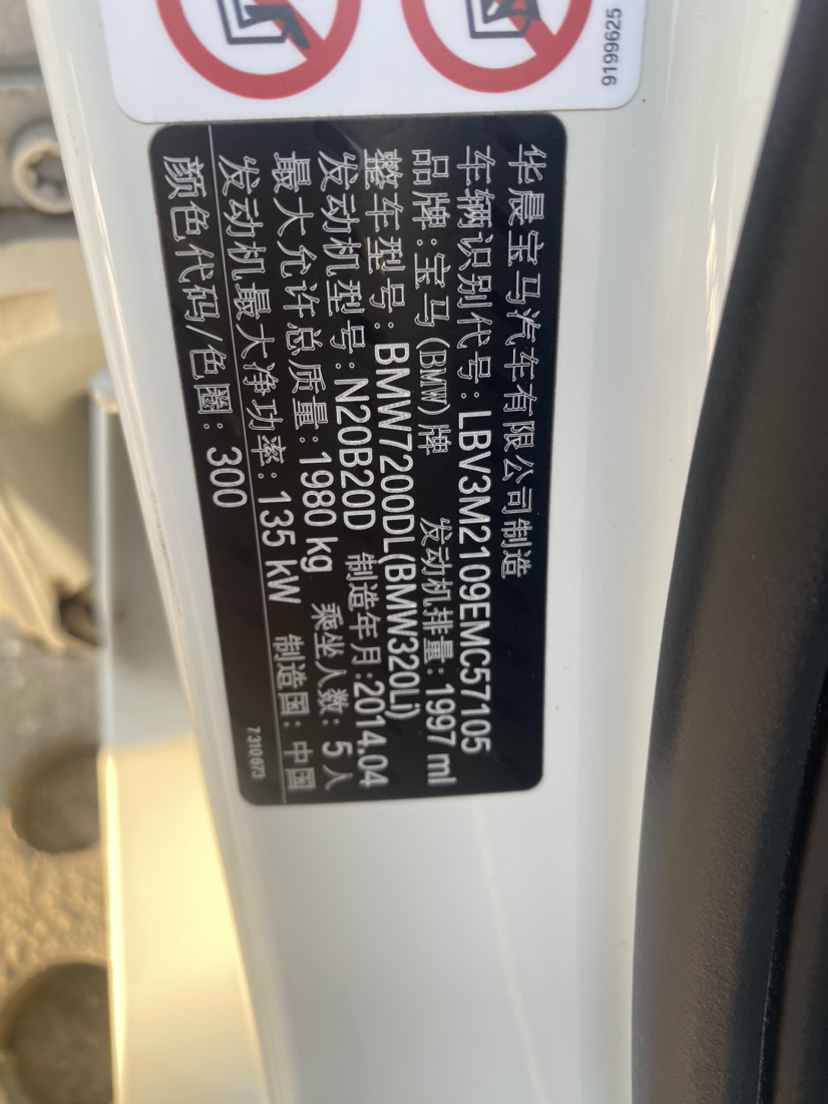 9199625
华晨宝马汽车有限公司制造
车辆识别代号:LBV3M2109EMC57105
品牌:宝马(BMW)牌 发动机排量:1997 ml
整车型号:BMW7200DL(BMW320Li)
发动机型号:N20B20D 制造年月:2014.04
最大允许总质量:1980 kg 乘坐人数:5人
发动机最大净功率:135 kW 制造国:中国
颜色代码/色圈:300
7310673